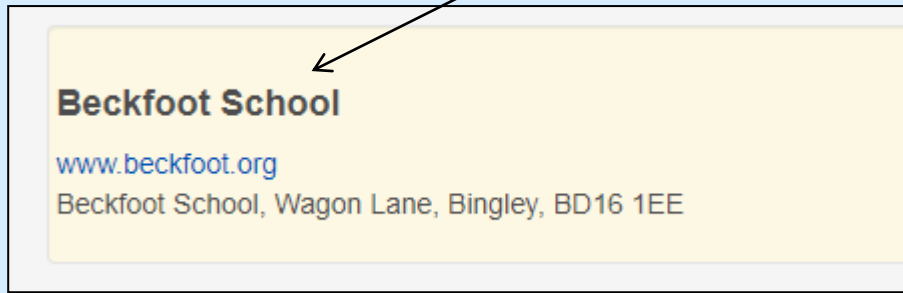 Beckfoot School
www.beckfoot.org
Beckfoot School, Wagon Lane, Bingley, BD16 1EE